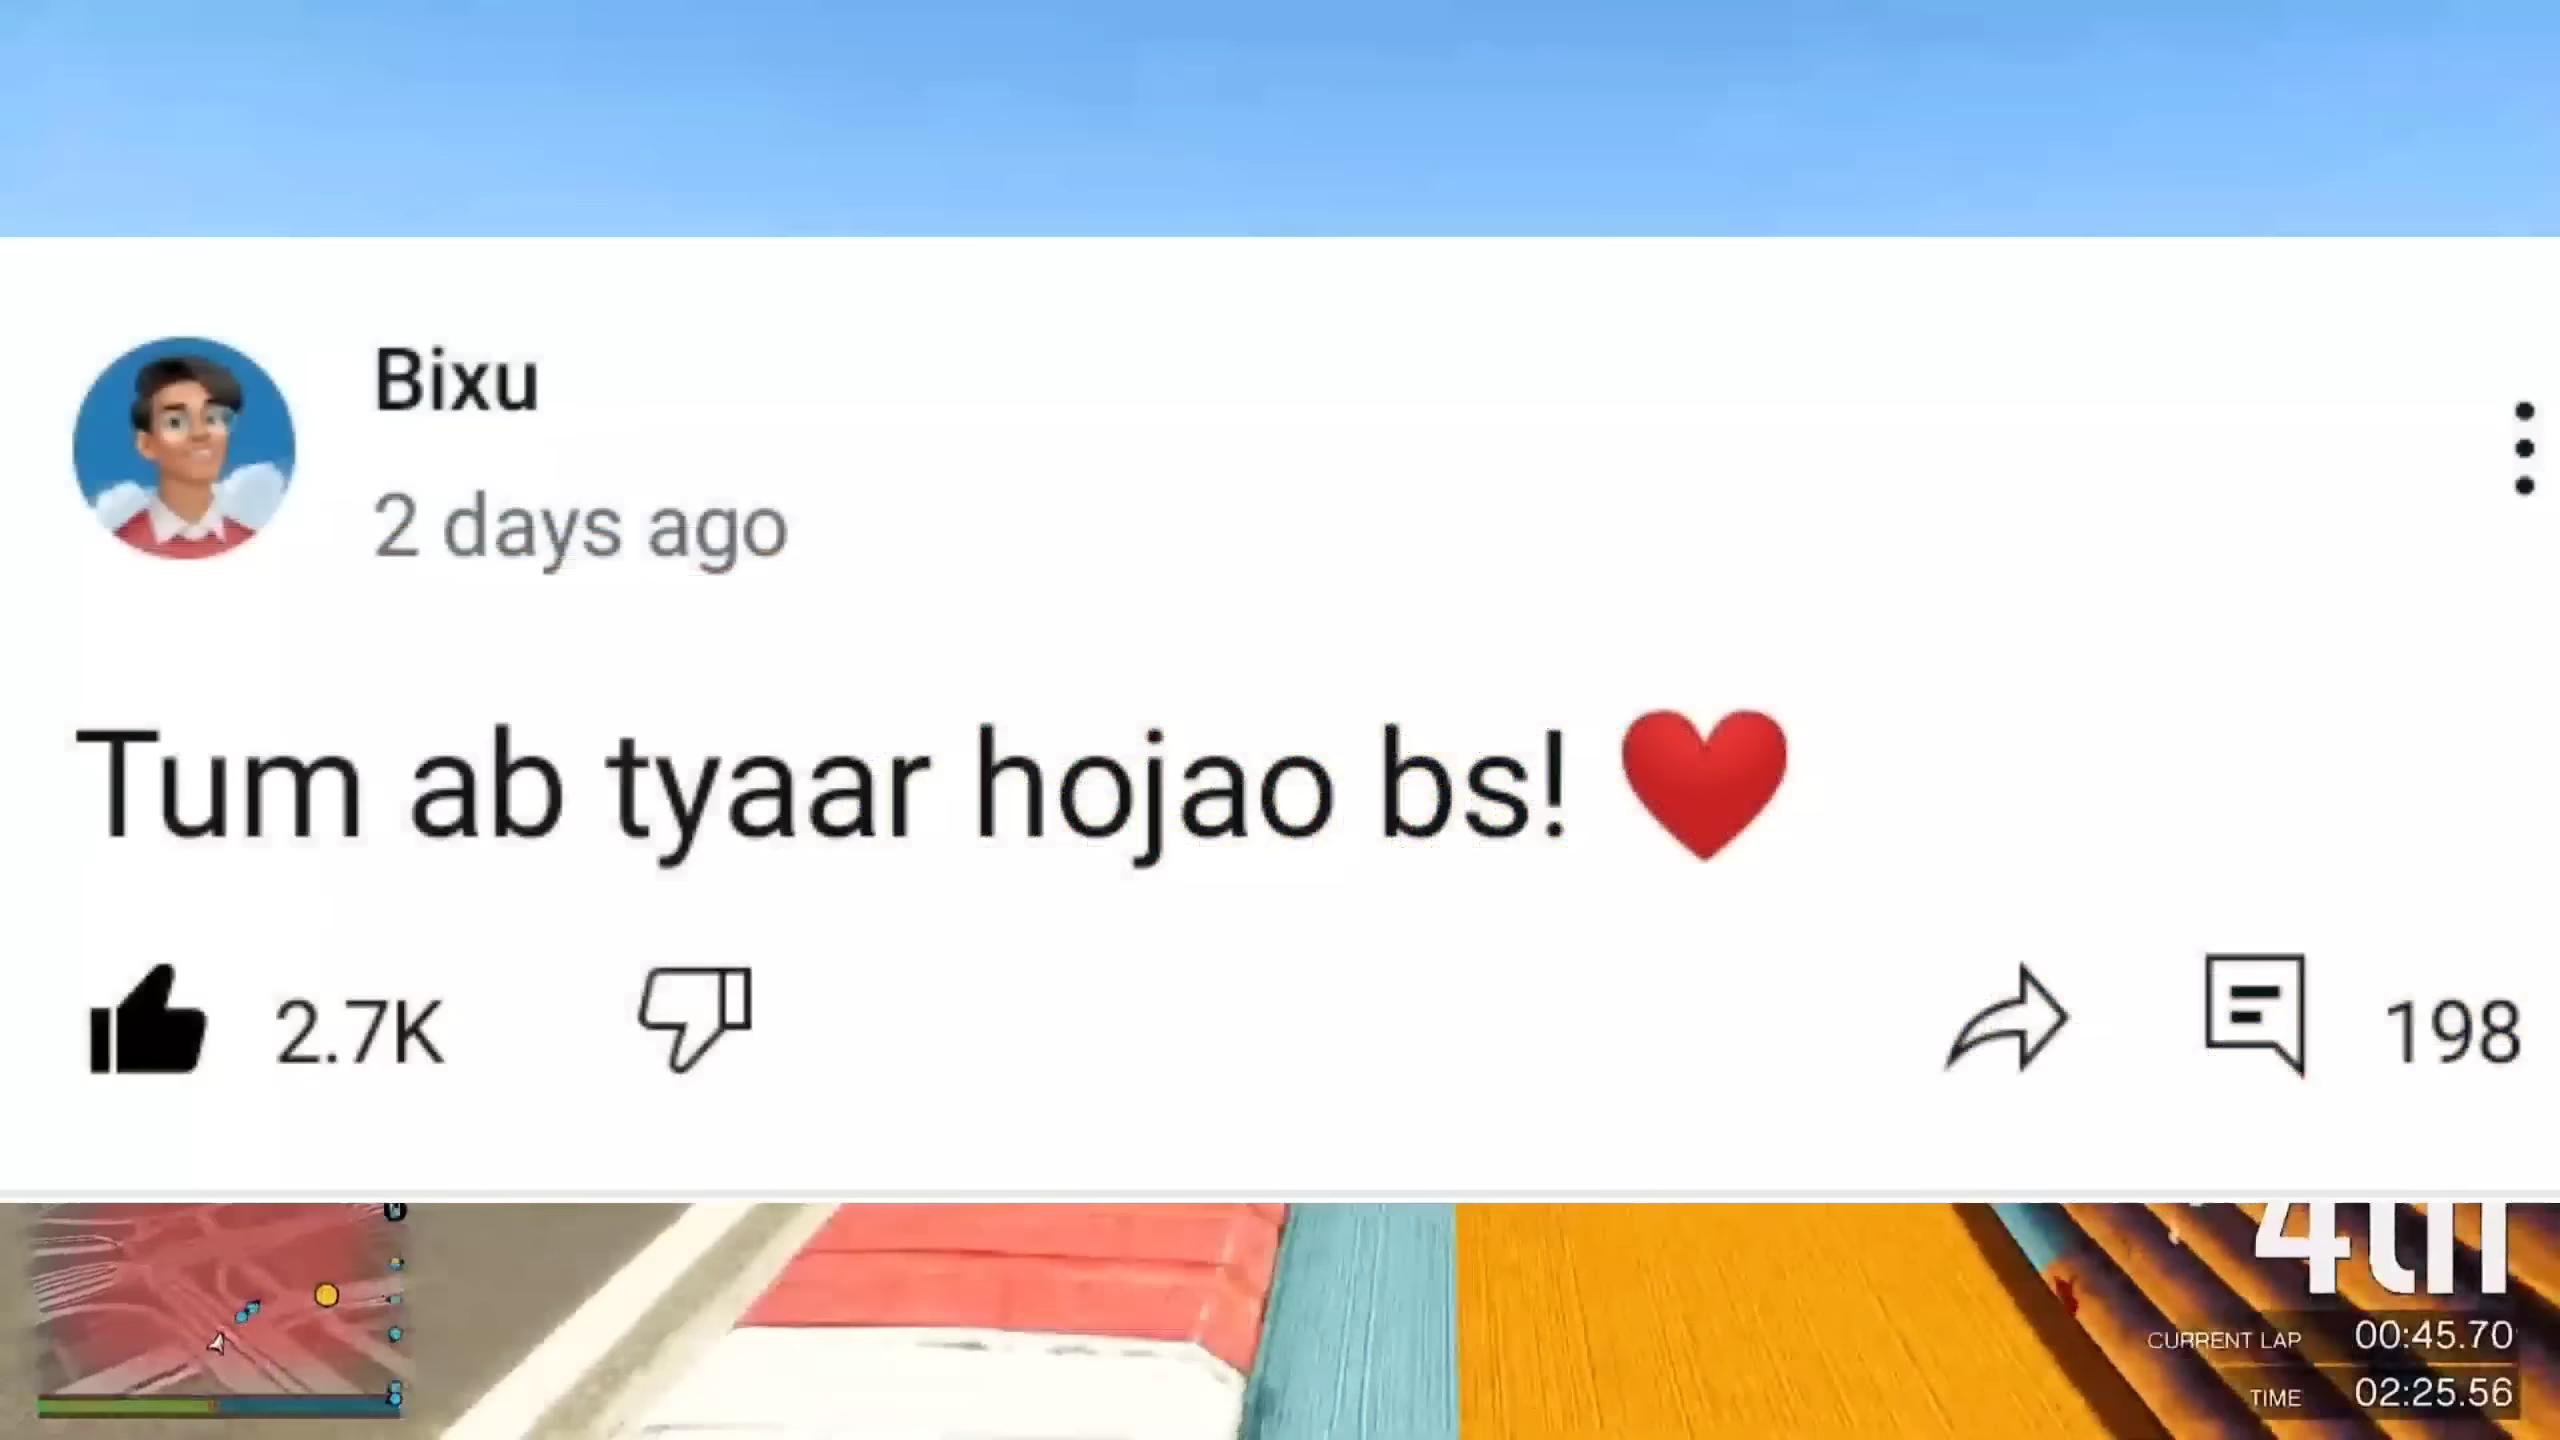 Bixu
2 days ago
Tum ab tyaar hojao bs! ❤️
2.7K
198
4th
CURRENT LAP 00:45.70
TIME 02:25.56